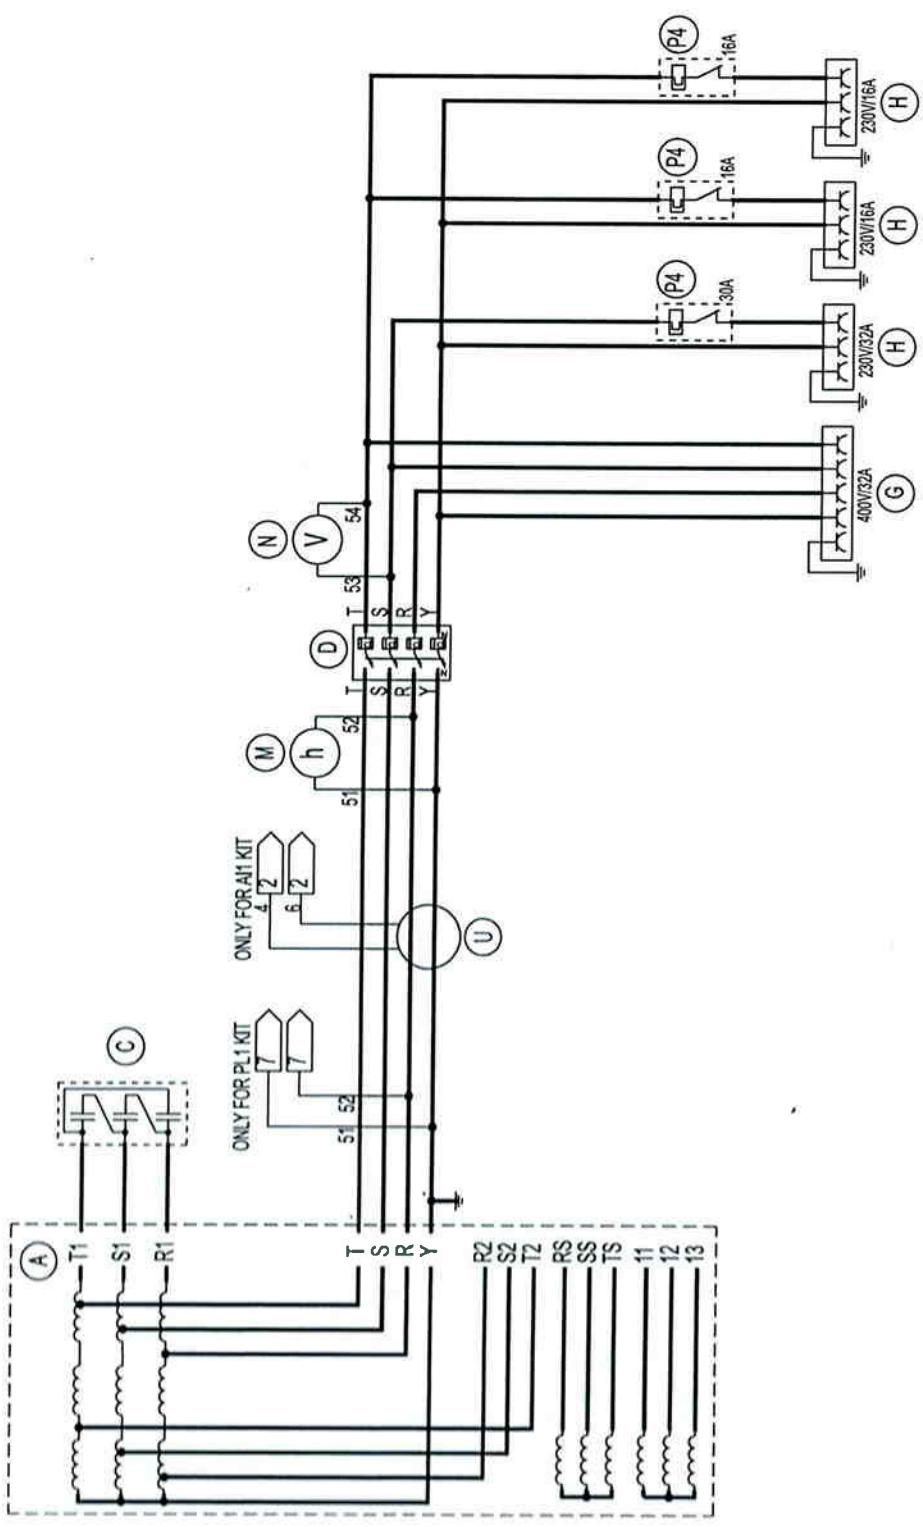 A
T1
S1
R1
C
T
S
R
Y
R2
S2
T2
RS
SS
TS
11
12
13
ONLY FOR PL1 KIT
7
7
51
52
ONLY FOR AI1 KIT
4
2
6
2
U
M
h
51
52
T
S
R
Y
D
N
N
T
S
R
Y
N
V
53
54
P4
16A
230V/16A
H
P4
16A
230V/16A
H
P4
30A
230V/32A
H
400V/32A
G